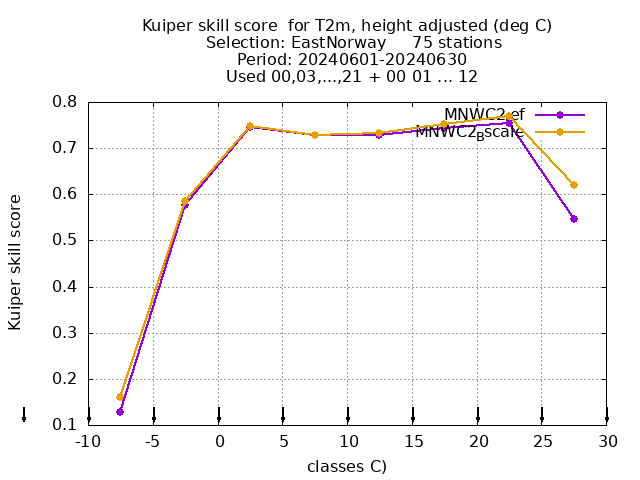 Kuiper skill score for T2m, height adjusted (deg C)
Selection: EastNorway 75 stations
Period: 20240601-20240630
Used 00,03,...,21 + 00 01 ... 12
MNWC2_ref
MNWC2_Bscale
Kuiper skill score
0.8
0.7
0.6
0.5
0.4
0.3
0.2
0.1
-10 -5 0 5 10 15 20 25 30
classes C)